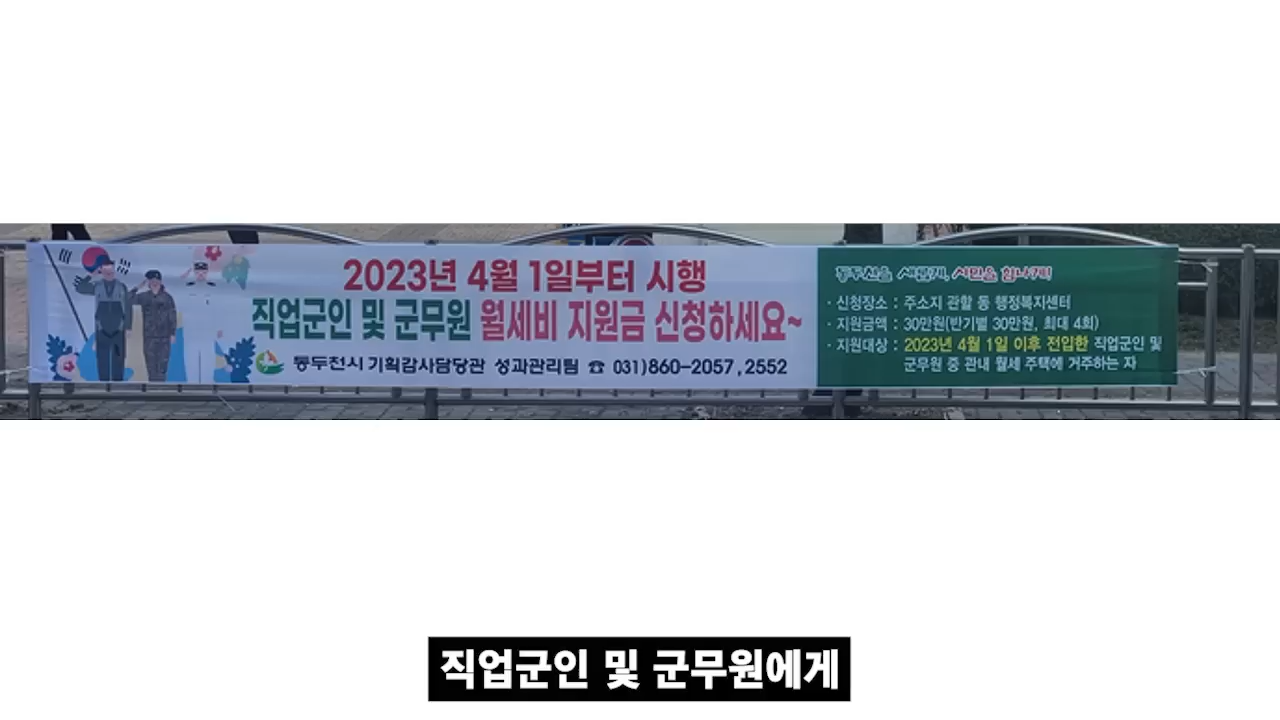 2023년 4월 1일부터 시행
직업군인 및 군무원 월세비 지원금 신청하세요~
동두천시 기획감사담당관 성과관리팀 ☎ 031)860-2057, 2552
동두천을 새롭게, 시민을 힘나게!
· 신청장소 : 주소지 관할 동 행정복지센터
· 지원금액 : 30만원(반기별 30만원, 최대 4회)
· 지원대상 : 2023년 4월 1일 이후 전입한 직업군인 및
군무원 중 관내 월세 주택에 거주하는 자
직업군인 및 군무원에게